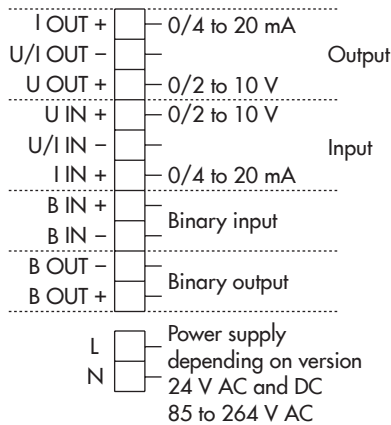 I OUT + 0/4 to 20 mA
U/I OUT – Output
U OUT + 0/2 to 10 V
U IN + 0/2 to 10 V
U/I IN – Input
I IN + 0/4 to 20 mA
B IN +
Binary input
B IN –
B OUT –
Binary output
B OUT +
L
N
Power supply
depending on version
24 V AC and DC
85 to 264 V AC